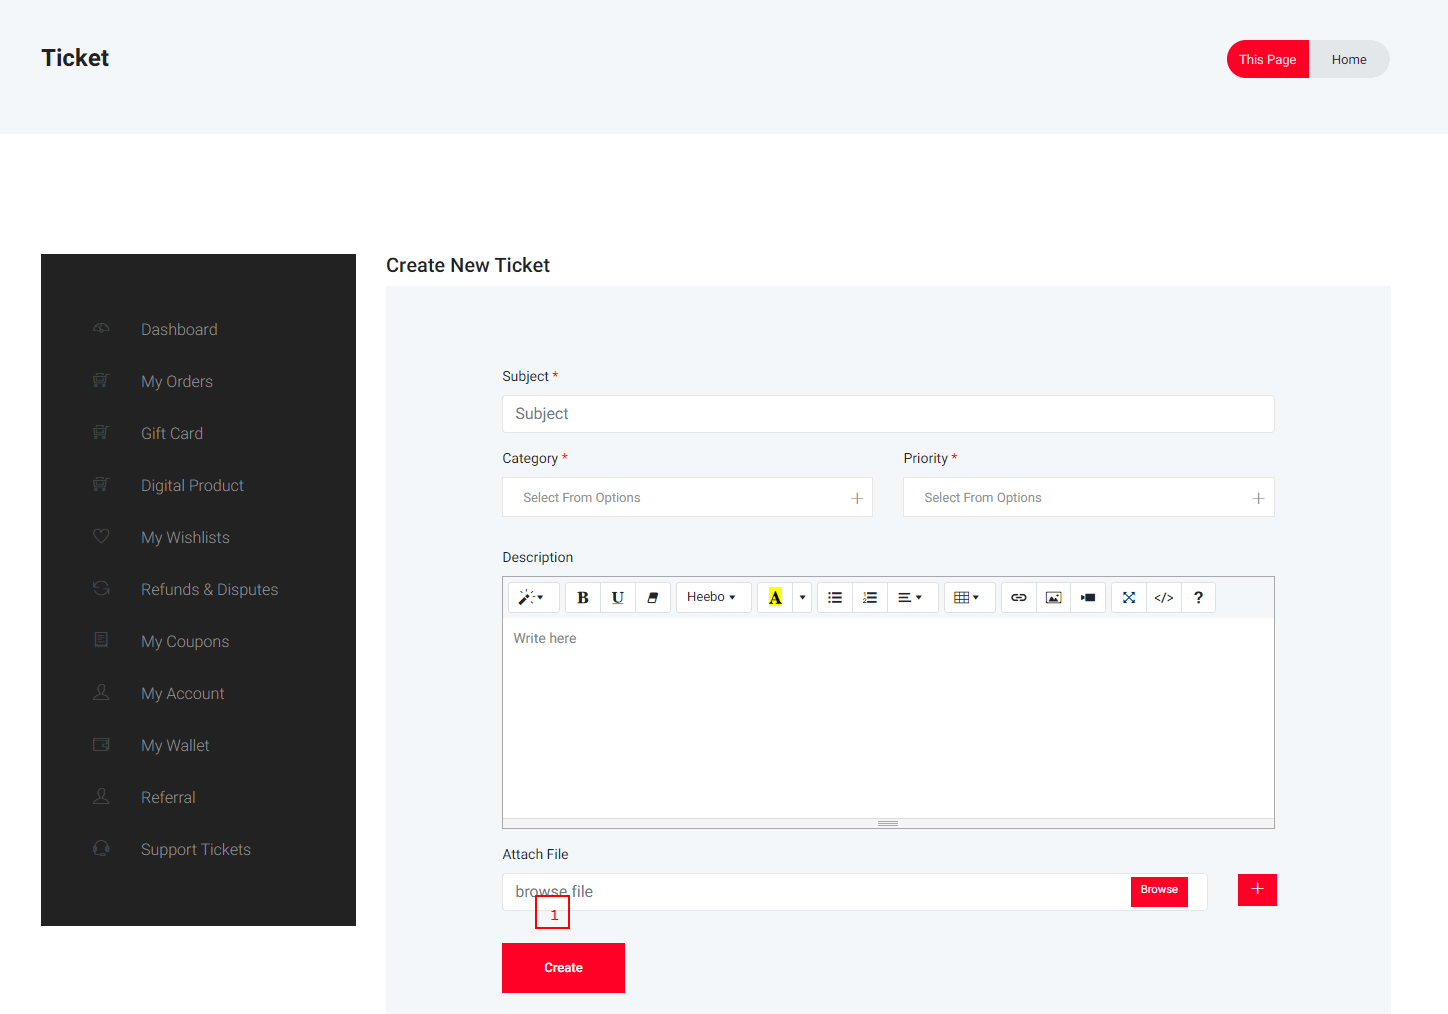 Ticket
This Page
Home
Dashboard
My Orders
Gift Card
Digital Product
My Wishlists
Refunds & Disputes
My Coupons
My Account
My Wallet
Referral
Support Tickets
Create New Ticket
Subject *
Subject
Category *
Priority *
Select From Options
Select From Options
Description
B U Heebo A </> ?
Write here
Attach File
browse file
Browse
1
Create